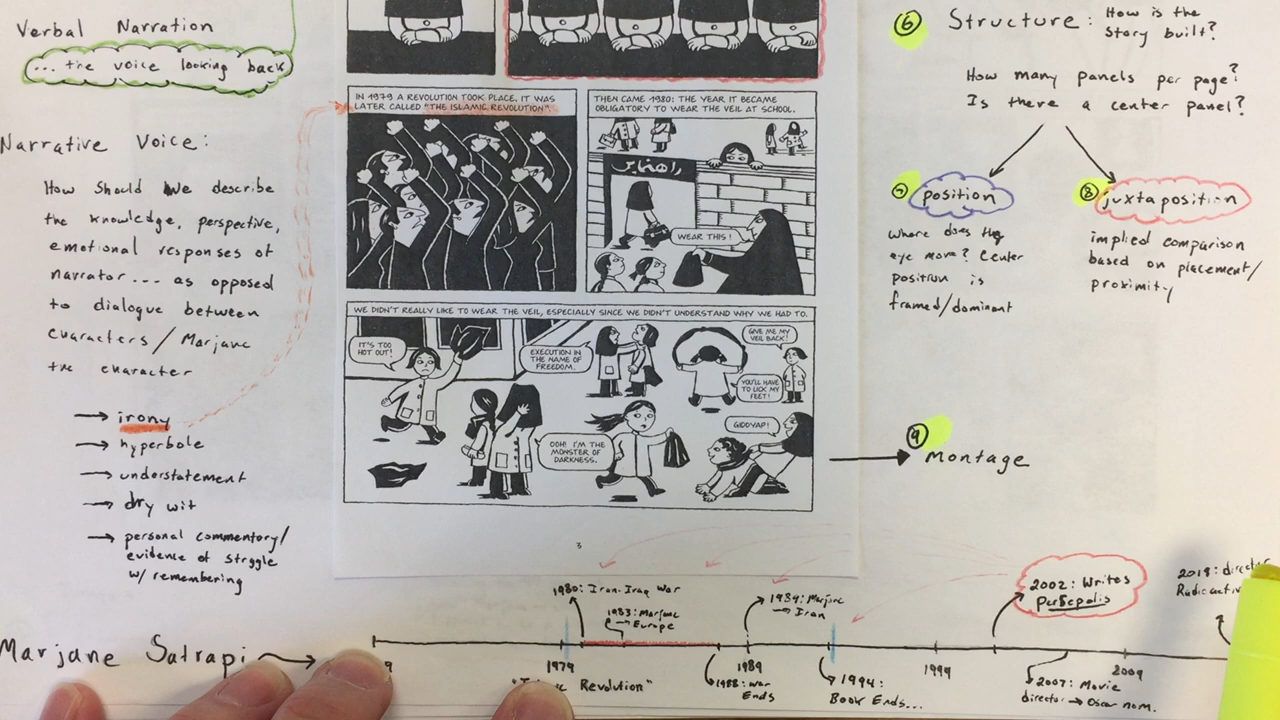 Verbal Narration
... the voice looking back
Narrative Voice:
How should we describe
the knowledge, perspective,
emotional responses of
narrator... as opposed
to dialogue between
characters / Marjane
the character
→ irony
→ hyperbole
→ understatement
→ dry wit
→ personal commentary/
evidence of strggle
w/ remembering
IN 1979 A REVOLUTION TOOK PLACE. IT WAS
LATER CALLED "THE ISLAMIC REVOLUTION".
THEN CAME 1980: THE YEAR IT BECAME
OBLIGATORY TO WEAR THE VEIL AT SCHOOL.
راهنمایی
WEAR THIS!
WE DIDN'T REALLY LIKE TO WEAR THE VEIL, ESPECIALLY SINCE WE DIDN'T UNDERSTAND WHY WE HAD TO.
IT'S TOO
HOT OUT!
EXECUTION IN
THE NAME OF
FREEDOM.
GIVE ME MY
VEIL BACK!
YOU'LL HAVE
TO LICK MY
FEET!
OOH! I'M THE
MONSTER OF
DARKNESS.
GIDDYAP!
3
6 Structure: How is the
story built?
How many panels per page?
Is there a center panel?
7 position
where does the
eye move? Center
position is
framed/dominant
8 juxtaposition
implied comparison
based on placement/
proximity
9 Montage
Marjane Satrapi →
9
1979
1980: Iran-Iraq War
1983: Marjane
→ Europe
Revolution"
1988: war
Ends
1989
1989: Marjane
→ Iran
1994:
Book Ends...
1999
2002: Writes
Persepolis
2007: Movie
director → Oscar nom.
2009
2019: director